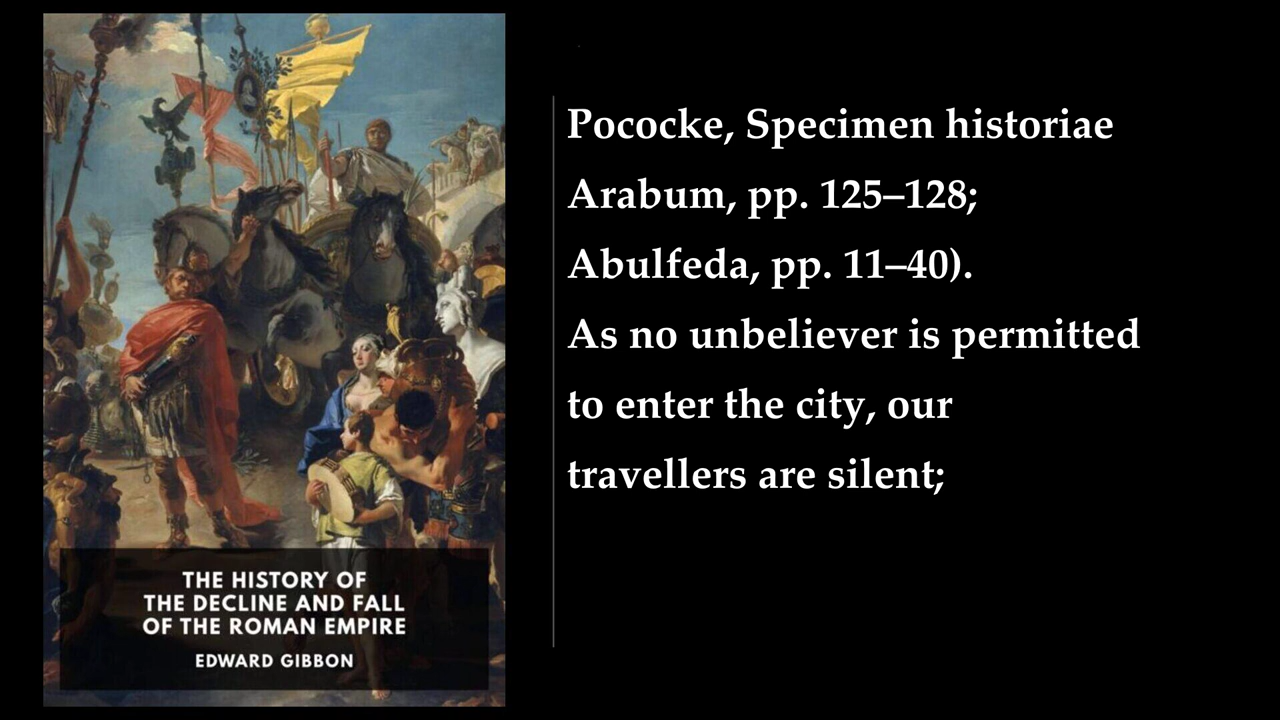 THE HISTORY OF
THE DECLINE AND FALL
OF THE ROMAN EMPIRE
EDWARD GIBBON
Pococke, Specimen historiae
Arabum, pp. 125–128;
Abulfeda, pp. 11–40).
As no unbeliever is permitted
to enter the city, our
travellers are silent;